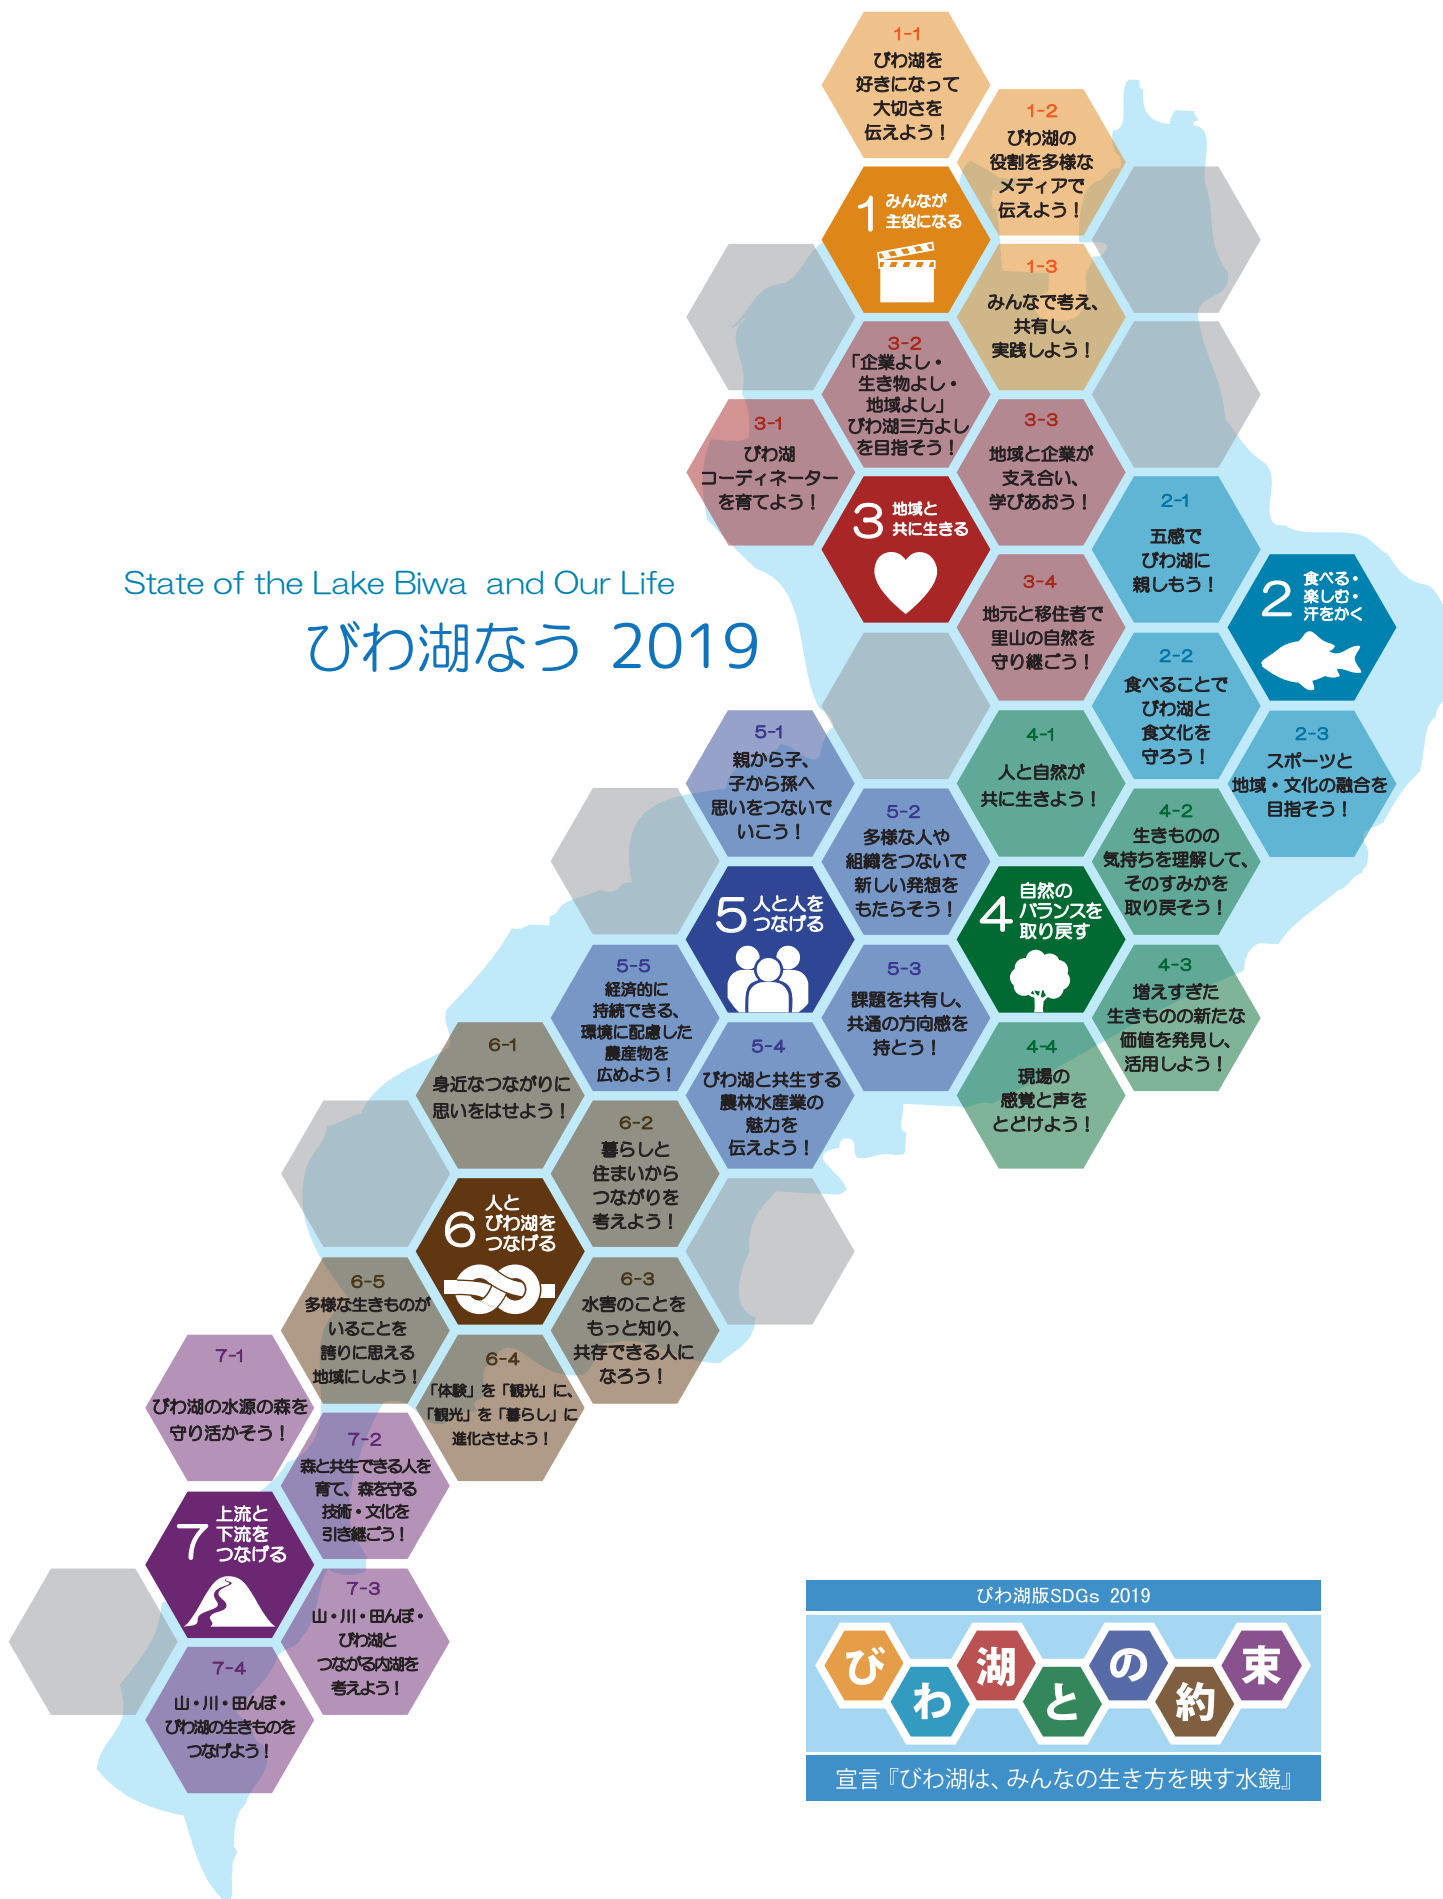 1-1
びわ湖を
好きになって
大切さを
伝えよう！
1-2
びわ湖の
役割を多様な
メディアで
伝えよう！
1 みんなが
主役になる
1-3
みんなで考え、
共有し、
実践しよう！
3-2
「企業よし・
生き物よし・
地域よし」
びわ湖三方よし
を目指そう！
3-1
びわ湖
コーディネーター
を育てよう！
3-3
地域と企業が
支え合い、
学びあおう！
3 地域と
共に生きる
2-1
五感で
びわ湖に
親しもう！
3-4
地元と移住者で
里山の自然を
守り継ごう！
2 食べる・
楽しむ・
汗をかく
State of the Lake Biwa and Our Life
びわ湖なう 2019
2-2
食べることで
びわ湖と
食文化を
守ろう！
2-3
スポーツと
地域・文化の融合を
目指そう！
5-1
親から子、
子から孫へ
思いをつないで
いこう！
4-1
人と自然が
共に生きよう！
5-2
多様な人や
組織をつないで
新しい発想を
もたらそう！
4-2
生きものの
気持ちを理解して、
そのすみかを
取り戻そう！
5 人と人を
つなげる
4 自然の
バランスを
取り戻す
5-5
経済的に
持続できる、
環境に配慮した
農産物を
広めよう！
5-3
課題を共有し、
共通の方向感を
持とう！
4-3
増えすぎた
生きものの新たな
価値を発見し、
活用しよう！
6-1
身近なつながりに
思いをはせよう！
5-4
びわ湖と共生する
農林水産業の
魅力を
伝えよう！
4-4
現場の
感覚と声を
とどけよう！
6-2
暮らしと
住まいから
つながりを
考えよう！
6 人と
びわ湖を
つなげる
6-5
多様な生きものが
いることを
誇りに思える
地域にしよう！
6-3
水害のことを
もっと知り、
共存できる人に
なろう！
6-4
「体験」を「観光」に、
「観光」を「暮らし」に
進化させよう！
7-1
びわ湖の水源の森を
守り活かそう！
7-2
森と共生できる人を
育て、森を守る
技術・文化を
引き継ごう！
7 上流と
下流を
つなげる
7-3
山・川・田んぼ・
びわ湖と
つながる内湖を
考えよう！
7-4
山・川・田んぼ・
びわ湖の生きものを
つなげよう！
びわ湖版SDGs 2019
びわ湖との約束
宣言『びわ湖は、みんなの生き方を映す水鏡』